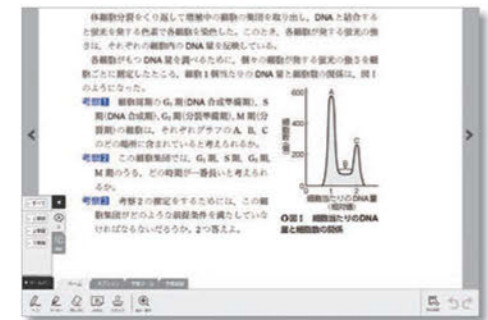 体細胞分裂をくり返して増殖中の細胞の集団を取り出し、DNAと結合する
と蛍光を発する色素で各細胞を染色した。このとき、各細胞が発する蛍光の強
さは、それぞれの細胞内のDNA量を反映している。
各細胞がもつDNA量を調べるために、個々の細胞が発する蛍光の強さを細
胞ごとに測定したところ、細胞1個当たりのDNA量と細胞数の関係は、図I
のようになった。
考察1 細胞周期のG₁期(DNA合成準備期)、S
期(DNA合成期)、G₂期(分裂準備期)、M期(分
裂期)の細胞は、それぞれグラフのA、B、C
のどの場所に含まれていると考えられるか。
考察2 この細胞集団では、G₁期、S期、G₂期、
M期のうち、どの時期が一番長いと考えられ
るか。
考察3 考察2の推定をするためには、この細
胞集団がどのような前提条件を満たしていな
ければならないだろうか。2つ答えよ。
600
400
200
0
細胞数(個)
A
B
C
1 2
細胞当たりのDNA量
(相対値)
図I 細胞当たりのDNA
量と細胞数の関係
すべて
ホーム